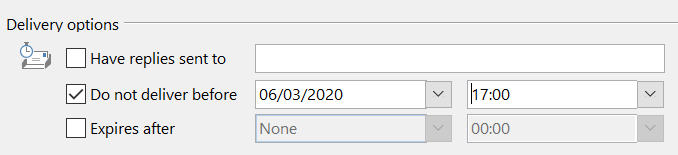 Delivery options
Have replies sent to
Do not deliver before 06/03/2020 17:00
Expires after None 00:00